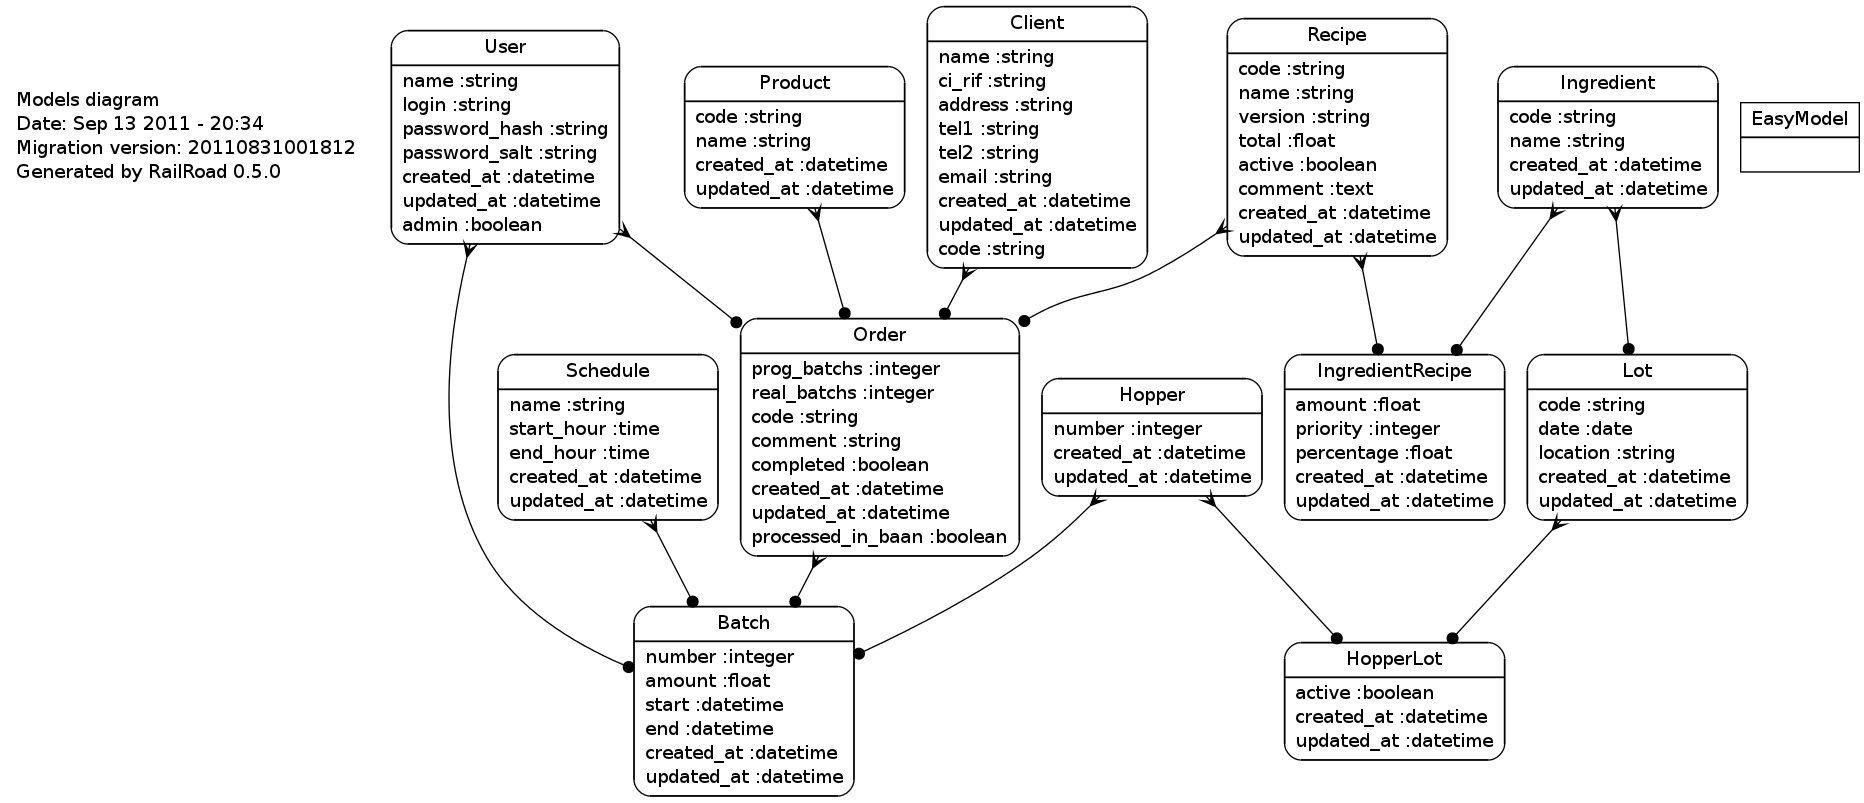 Models diagram
Date: Sep 13 2011 - 20:34
Migration version: 20110831001812
Generated by RailRoad 0.5.0
User
name :string
login :string
password_hash :string
password_salt :string
created_at :datetime
updated_at :datetime
admin :boolean
Product
code :string
name :string
created_at :datetime
updated_at :datetime
Client
name :string
ci_rif :string
address :string
tel1 :string
tel2 :string
email :string
created_at :datetime
updated_at :datetime
code :string
Recipe
code :string
name :string
version :string
total :float
active :boolean
comment :text
created_at :datetime
updated_at :datetime
Ingredient
code :string
name :string
created_at :datetime
updated_at :datetime
EasyModel
Schedule
name :string
start_hour :time
end_hour :time
created_at :datetime
updated_at :datetime
Order
prog_batchs :integer
real_batchs :integer
code :string
comment :string
completed :boolean
created_at :datetime
updated_at :datetime
processed_in_baan :boolean
Hopper
number :integer
created_at :datetime
updated_at :datetime
IngredientRecipe
amount :float
priority :integer
percentage :float
created_at :datetime
updated_at :datetime
Lot
code :string
date :date
location :string
created_at :datetime
updated_at :datetime
Batch
number :integer
amount :float
start :datetime
end :datetime
created_at :datetime
updated_at :datetime
HopperLot
active :boolean
created_at :datetime
updated_at :datetime